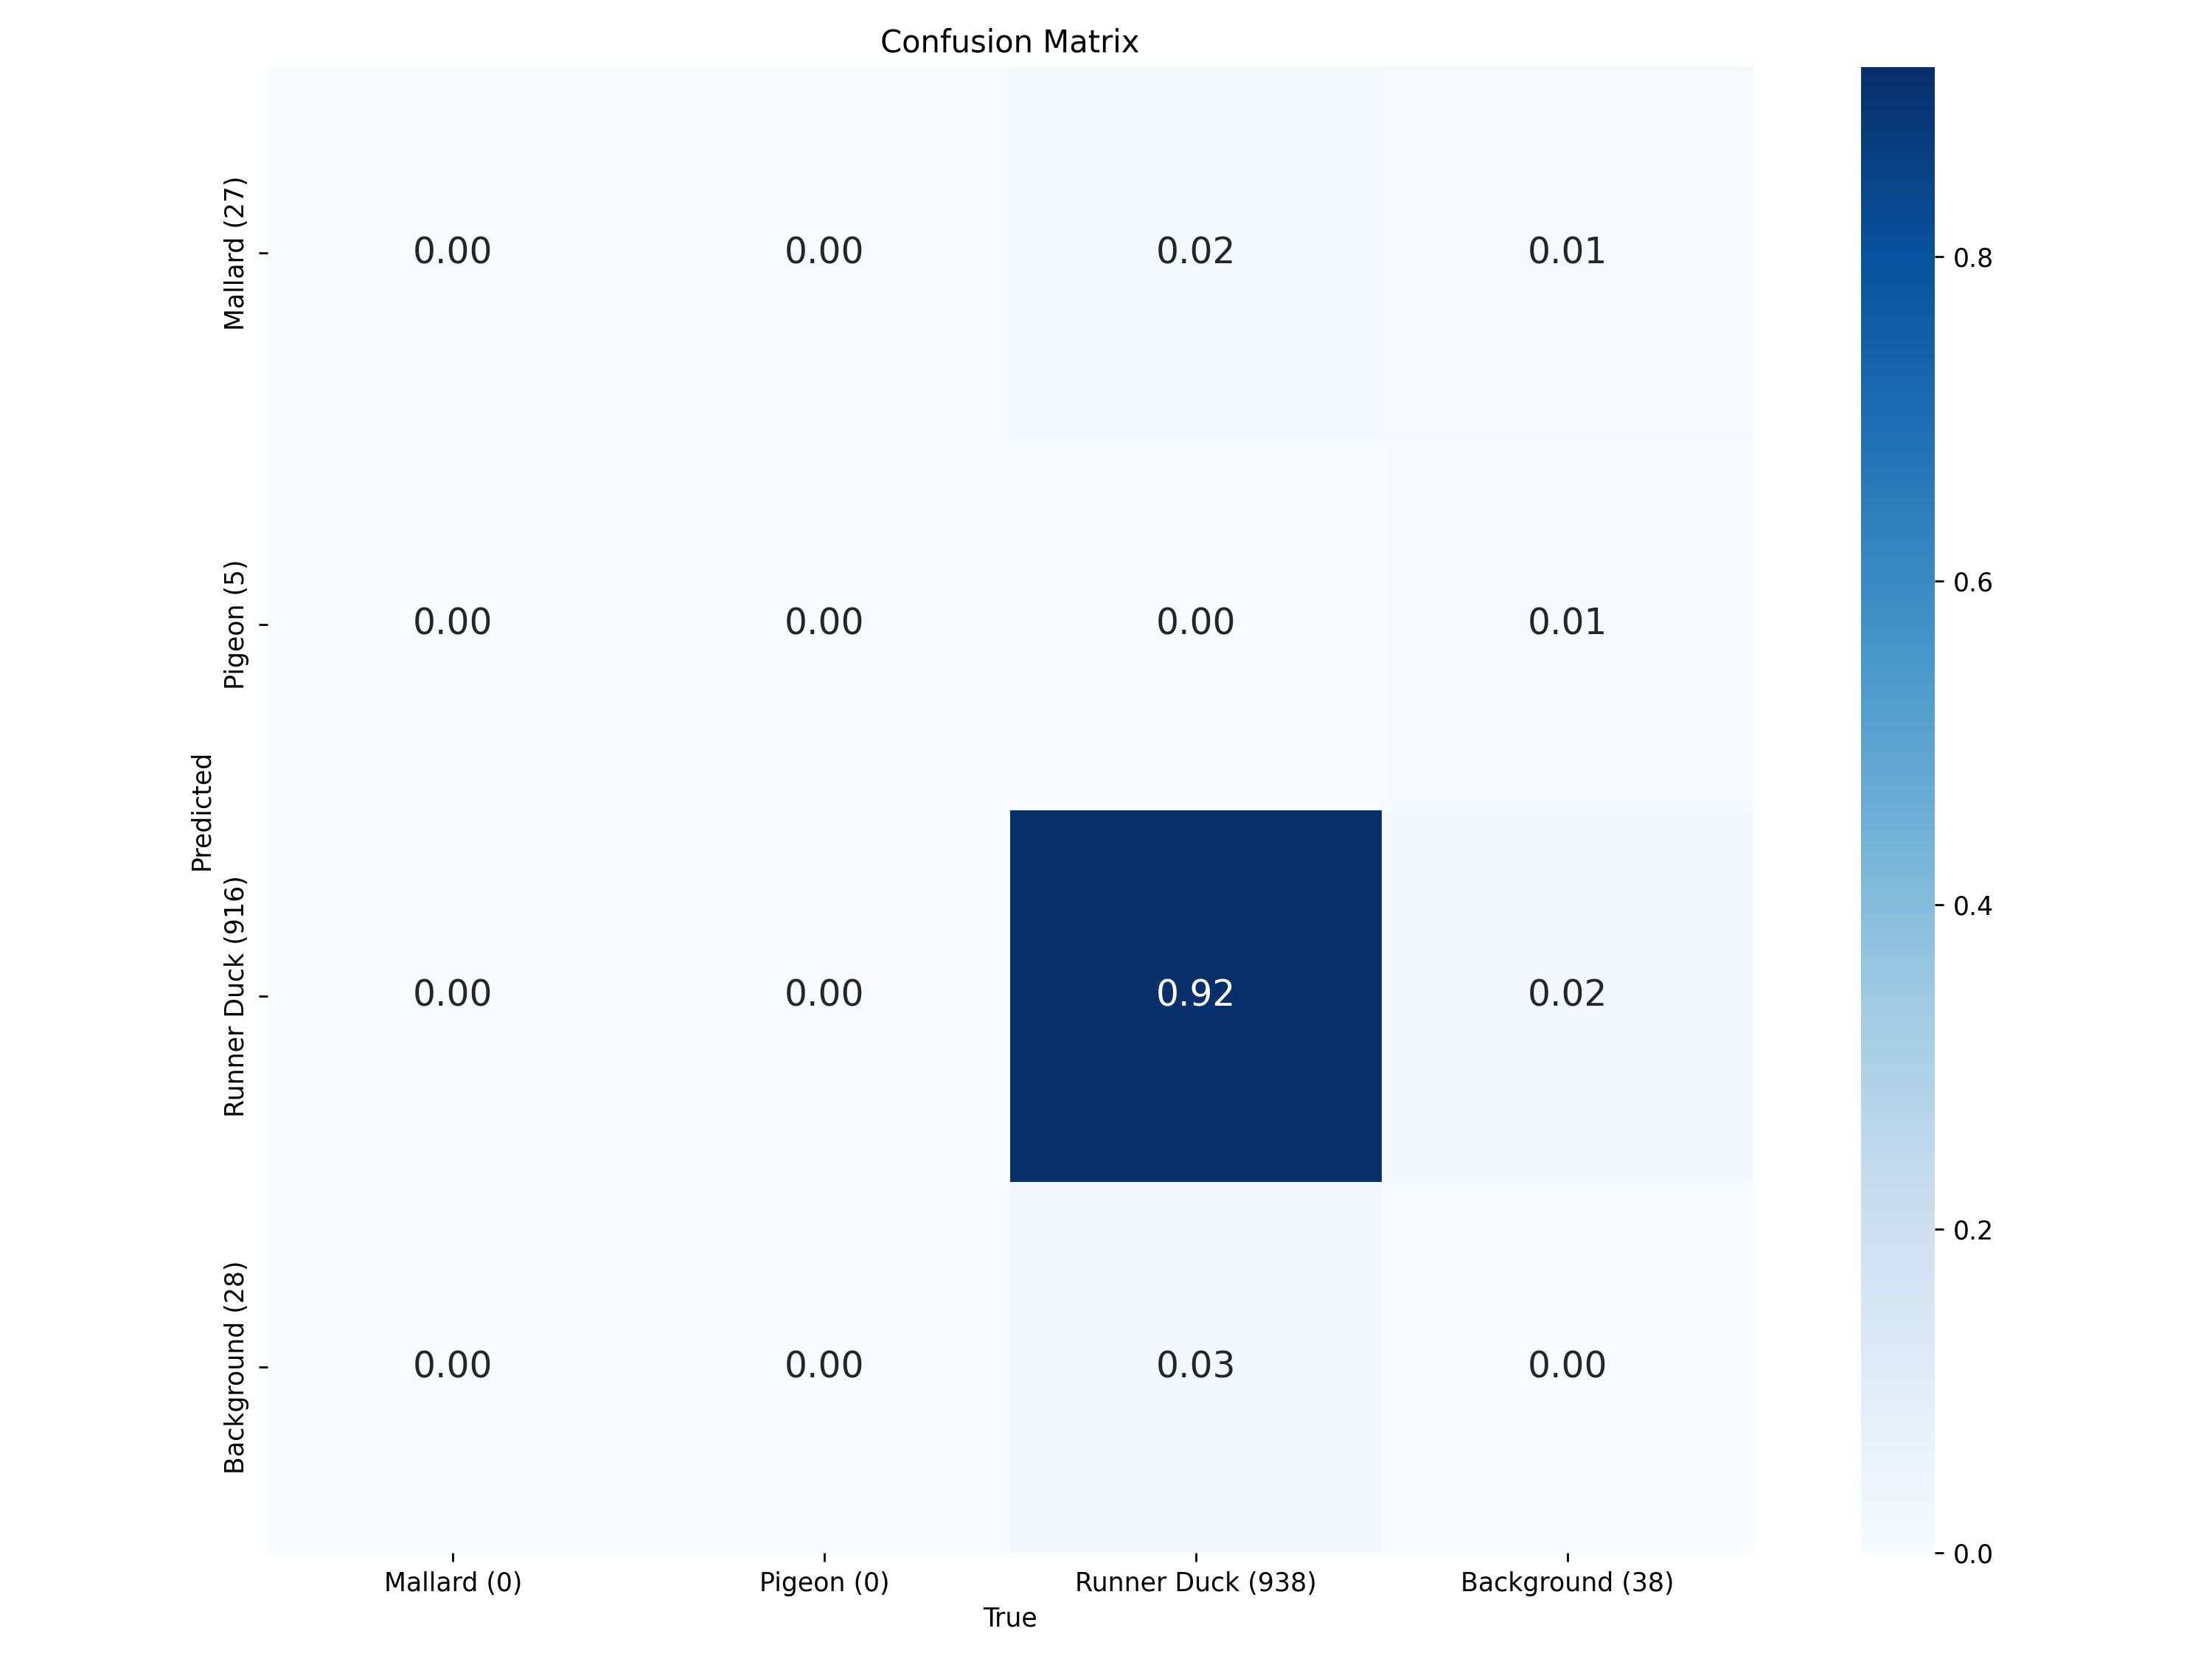 Confusion Matrix
Predicted
Mallard (27)
0.00 0.00 0.02 0.01
Pigeon (5)
0.00 0.00 0.00 0.01
Runner Duck (916)
0.00 0.00 0.92 0.02
Background (28)
0.00 0.00 0.03 0.00
Mallard (0) Pigeon (0) Runner Duck (938) Background (38)
True
0.8
0.6
0.4
0.2
0.0